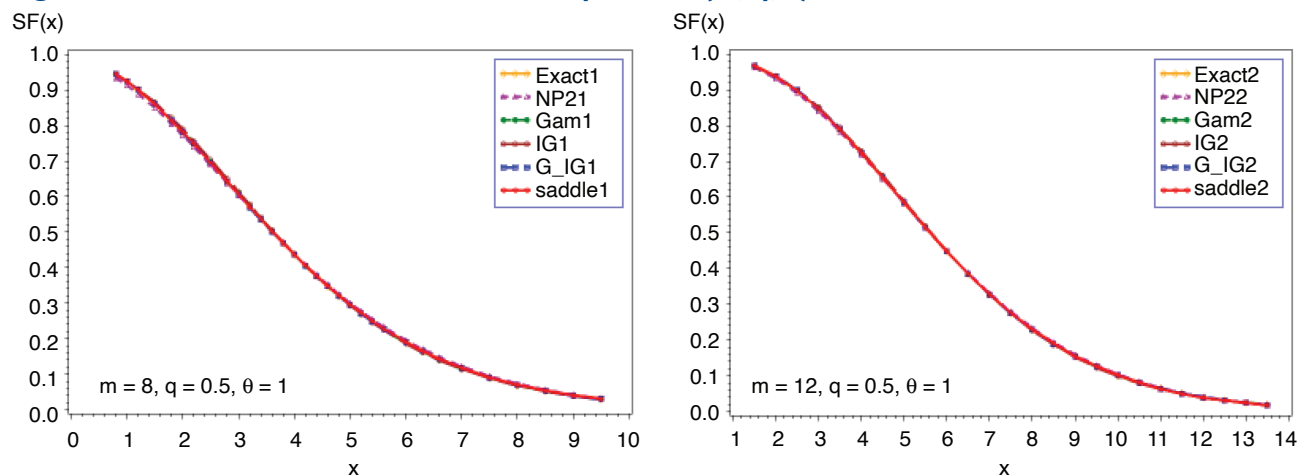 SF(x)
1.0
0.9
0.8
0.7
0.6
0.5
0.4
0.3
0.2
0.1
0.0
Exact1
NP21
Gam1
IG1
G_IG1
saddle1
m = 8, q = 0.5, θ = 1
0 1 2 3 4 5 6 7 8 9 10
x
SF(x)
1.0
0.9
0.8
0.7
0.6
0.5
0.4
0.3
0.2
0.1
0.0
Exact2
NP22
Gam2
IG2
G_IG2
saddle2
m = 12, q = 0.5, θ = 1
1 2 3 4 5 6 7 8 9 10 11 12 13 14
x